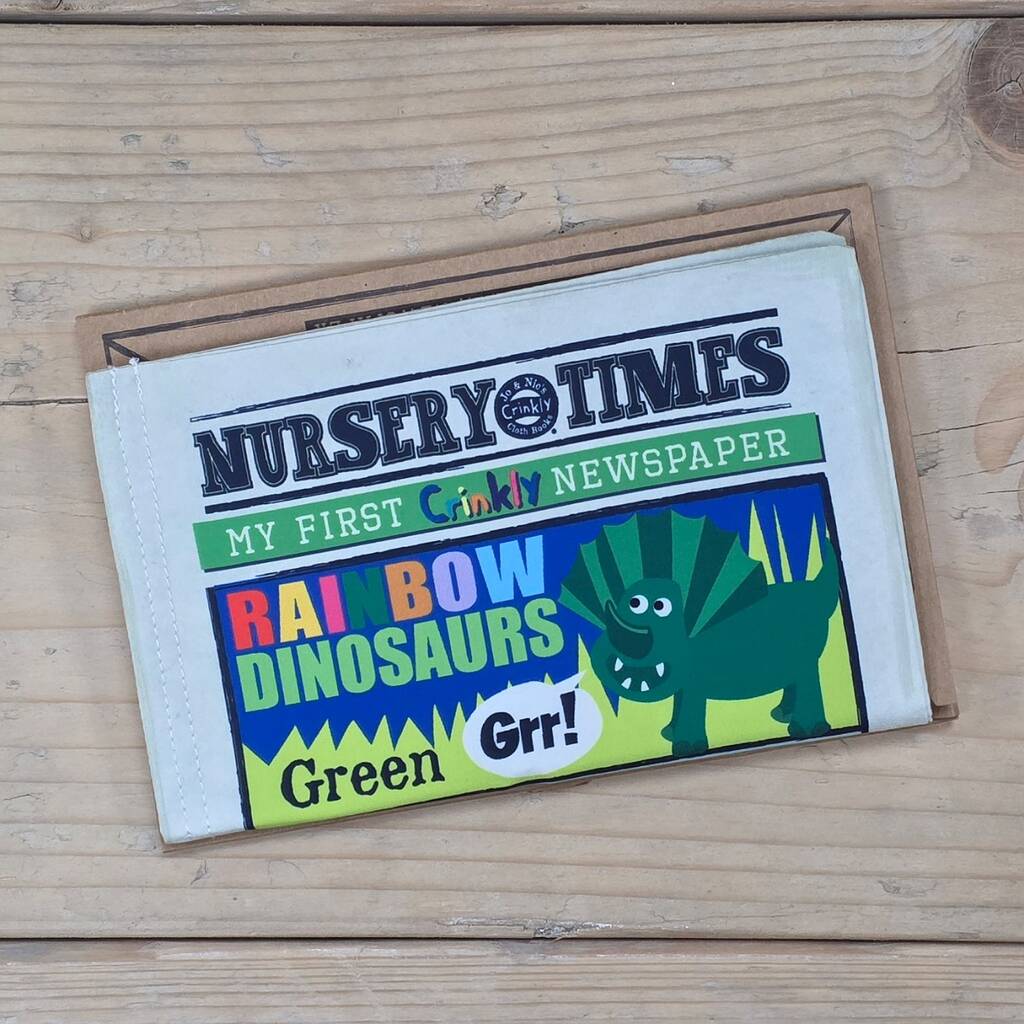 NURSERY TIMES
Jo & Nic's
Crinkly
Cloth Books
MY FIRST Crinkly NEWSPAPER
RAINBOW
DINOSAURS
Grr!
Green